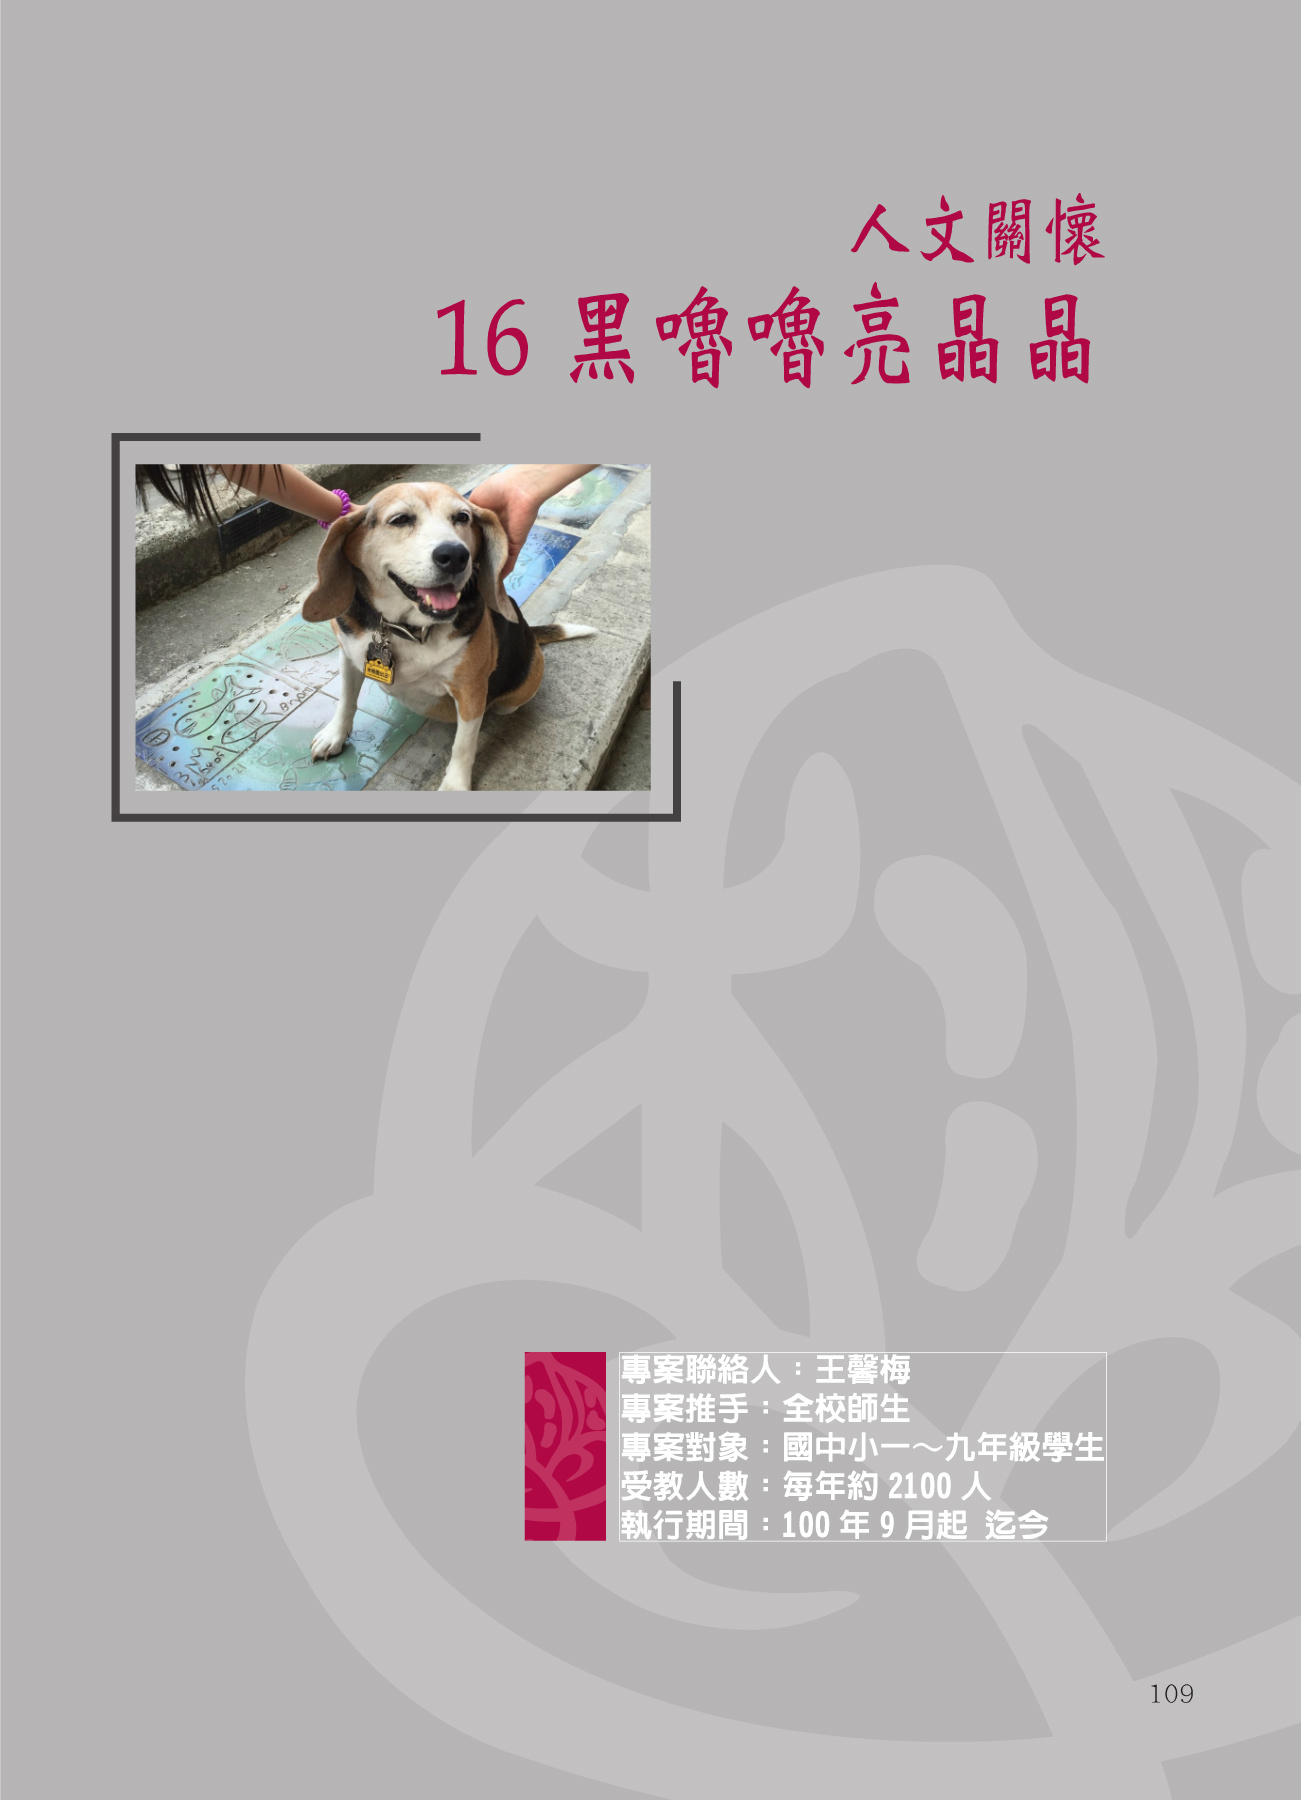 人文關懷
16 黑嚕嚕亮晶晶
專案聯絡人：王馨梅
專案推手：全校師生
專案對象：國中小一～九年級學生
受教人數：每年約 2100 人
執行期間：100 年 9 月起 迄今
109